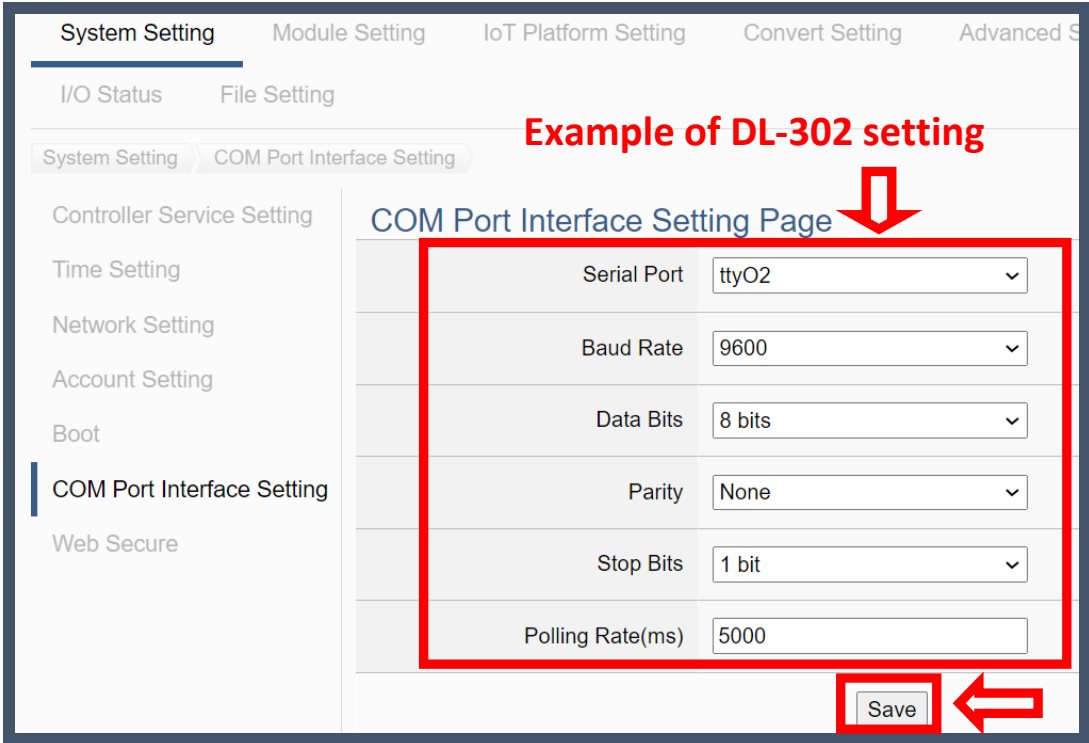 System Setting Module Setting IoT Platform Setting Convert Setting Advanced S
I/O Status File Setting
Example of DL-302 setting
System Setting COM Port Interface Setting
Controller Service Setting
Time Setting
Network Setting
Account Setting
Boot
COM Port Interface Setting
Web Secure
COM Port Interface Setting Page
Serial Port ttyO2
Baud Rate 9600
Data Bits 8 bits
Parity None
Stop Bits 1 bit
Polling Rate(ms) 5000
Save